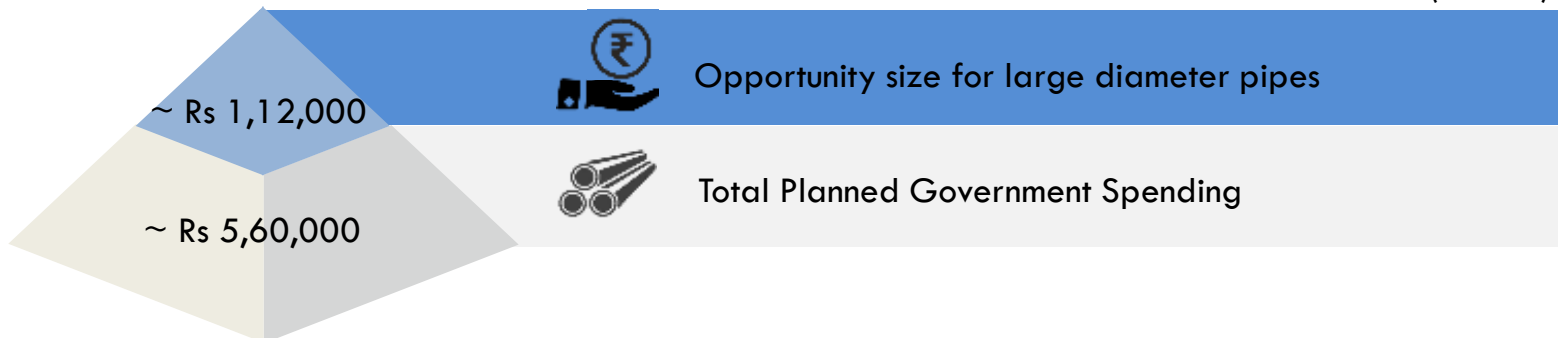 Opportunity size for large diameter pipes
~ Rs 1,12,000
Total Planned Government Spending
~ Rs 5,60,000